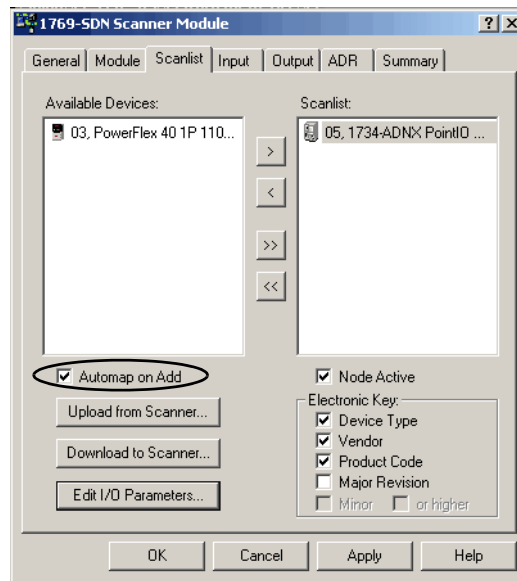 1769-SDN Scanner Module
? X
General Module Scanlist Input Output ADR Summary
Available Devices:
Scanlist:
03, PowerFlex 40 1P 110...
05, 1734-ADNX PointIO ...
>
<
>>
<<
Automap on Add
Node Active
Upload from Scanner...
Electronic Key:
Device Type
Vendor
Download to Scanner...
Product Code
Major Revision
Edit I/O Parameters...
Minor or higher
OK Cancel Apply Help